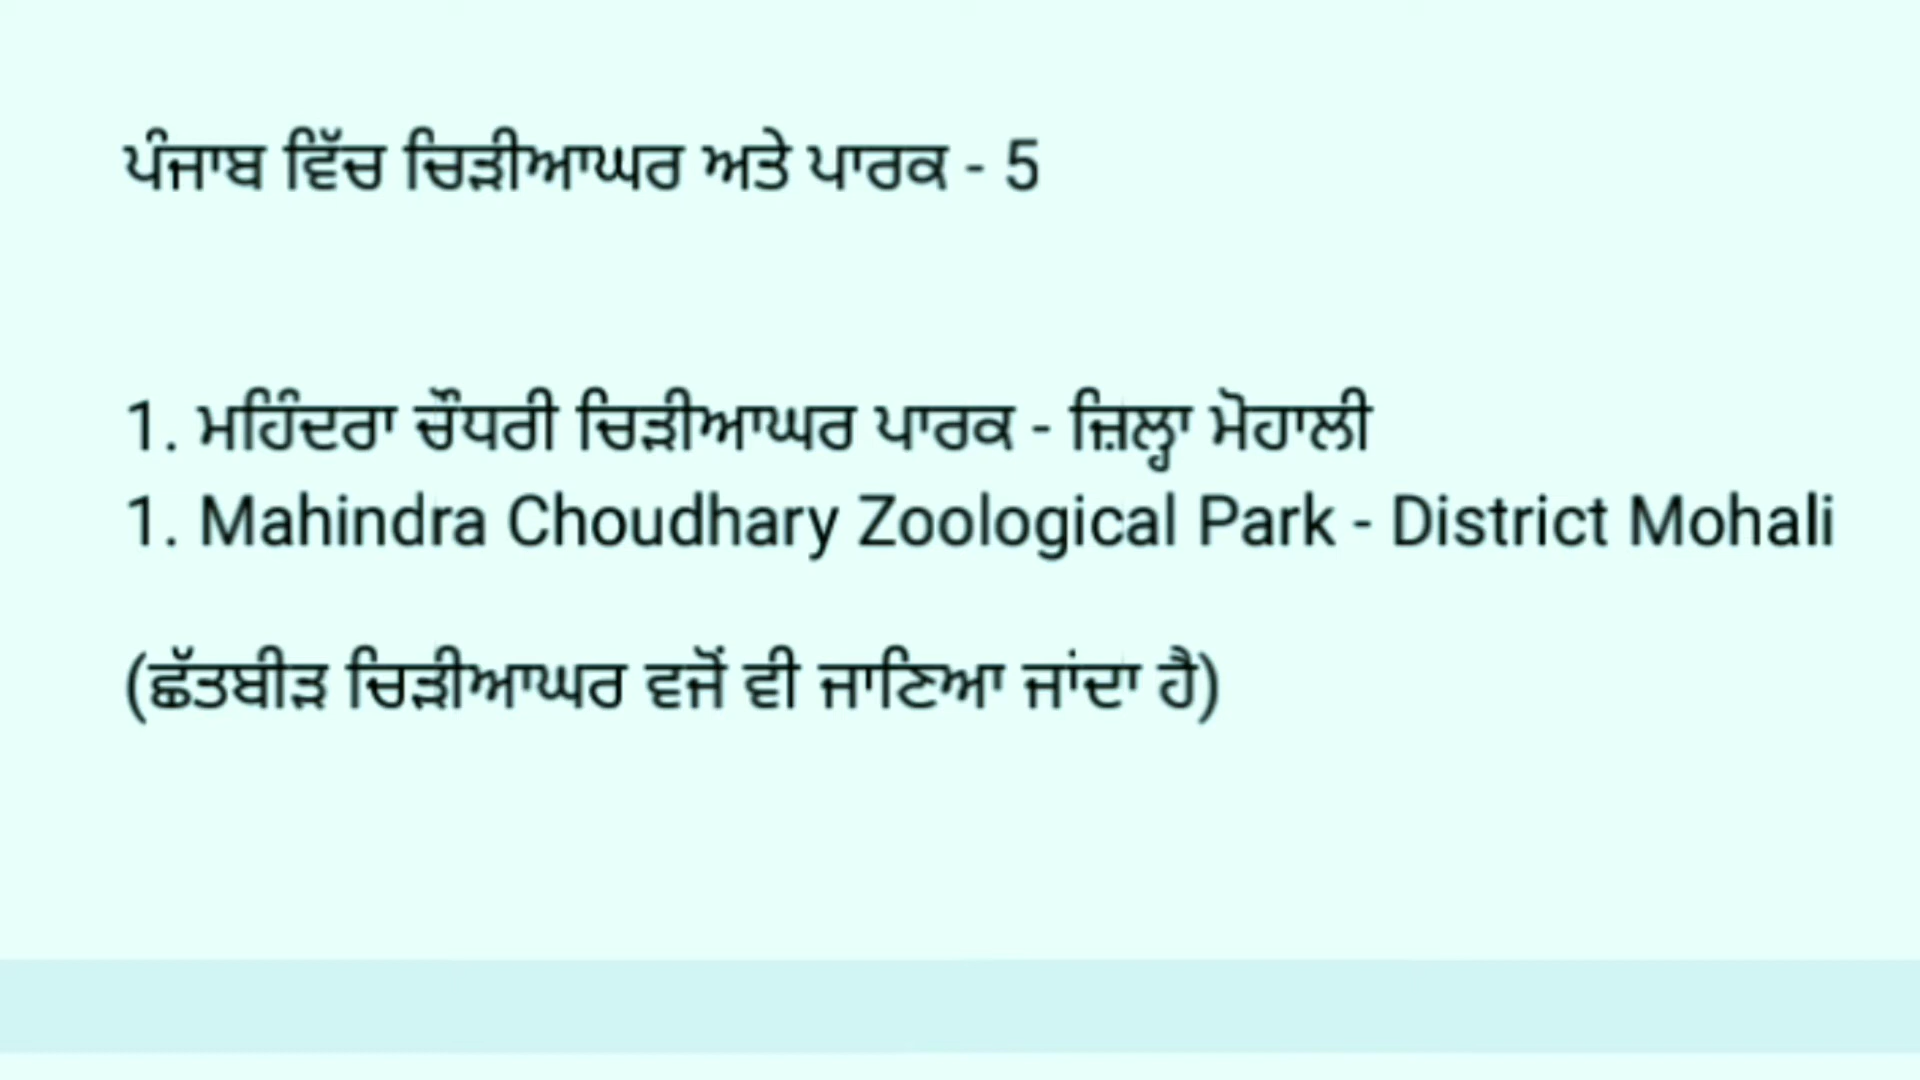 ਪੰਜਾਬ ਵਿੱਚ ਚਿੜੀਆਘਰ ਅਤੇ ਪਾਰਕ - 5
1. ਮਹਿੰਦਰਾ ਚੌਧਰੀ ਚਿੜੀਆਘਰ ਪਾਰਕ - ਜ਼ਿਲ੍ਹਾ ਮੋਹਾਲੀ
1. Mahindra Choudhary Zoological Park - District Mohali
(ਛੱਤਬੀੜ ਚਿੜੀਆਘਰ ਵਜੋਂ ਵੀ ਜਾਣਿਆ ਜਾਂਦਾ ਹੈ)